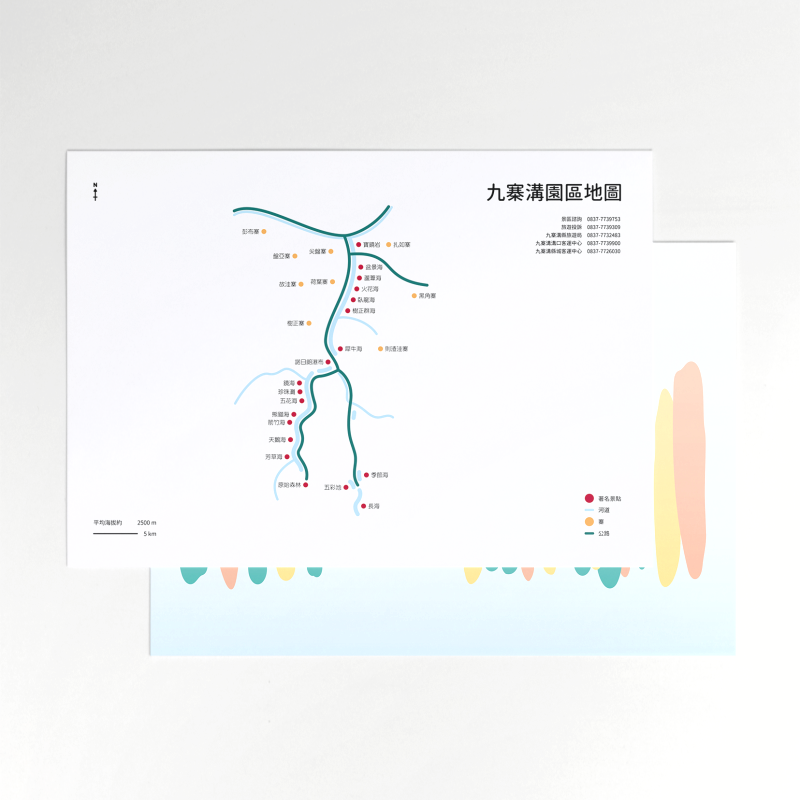 N
九寨溝園區地圖
景區諮詢 0837-7739753
旅遊投訴 0837-7739309
九寨溝縣旅遊局 0837-7732483
九寨溝溝口客運中心 0837-7739900
九寨溝縣城客運中心 0837-7726030
彭布寨
寶鏡岩
扎如寨
尖盤寨
盤亞寨
盆景海
蘆葦海
故洼寨
荷葉寨
火花海
黑角寨
臥龍海
樹正群海
樹正寨
犀牛海
則渣洼寨
諾日朗瀑布
鏡海
珍珠灘
五花海
熊貓海
箭竹海
天鵝海
芳草海
季節海
原始森林
五彩池
長海
著名景點
河道
寨
公路
平均海拔約 2500 m
5 km